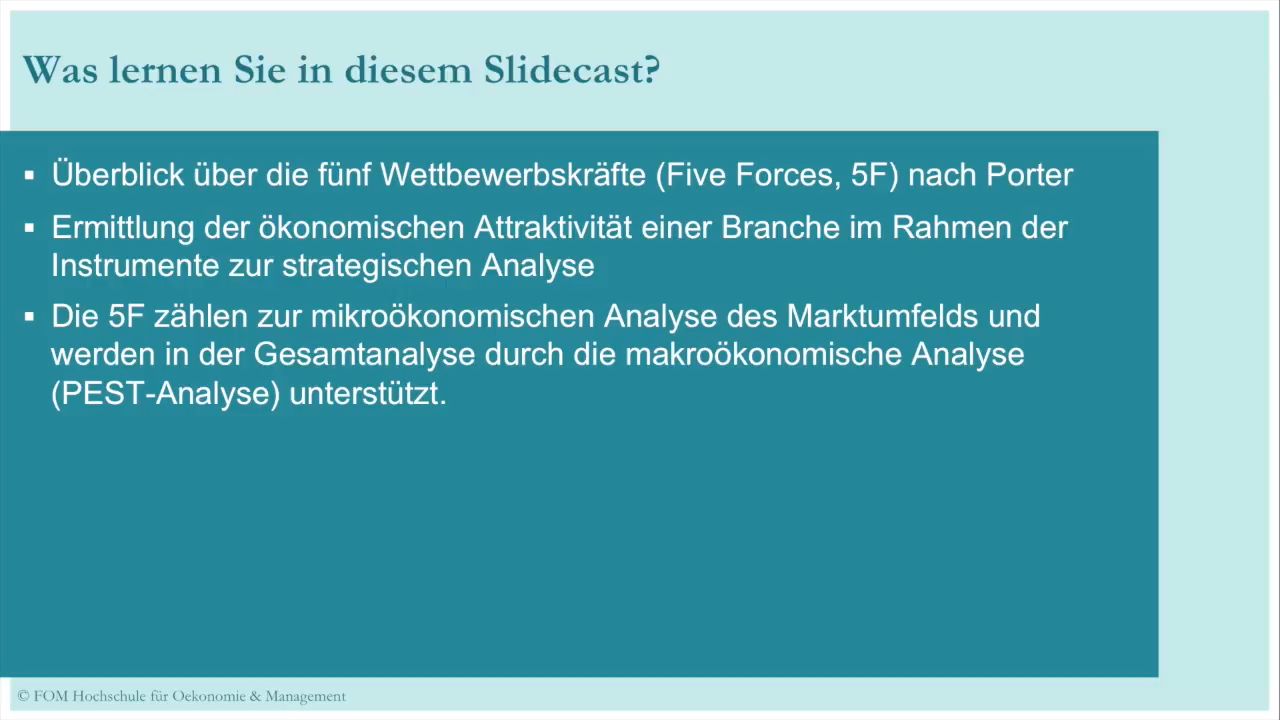 Was lernen Sie in diesem Slidecast?
▪ Überblick über die fünf Wettbewerbskräfte (Five Forces, 5F) nach Porter
▪ Ermittlung der ökonomischen Attraktivität einer Branche im Rahmen der
Instrumente zur strategischen Analyse
▪ Die 5F zählen zur mikroökonomischen Analyse des Marktumfelds und
werden in der Gesamtanalyse durch die makroökonomische Analyse
(PEST-Analyse) unterstützt.
© FOM Hochschule für Oekonomie & Management